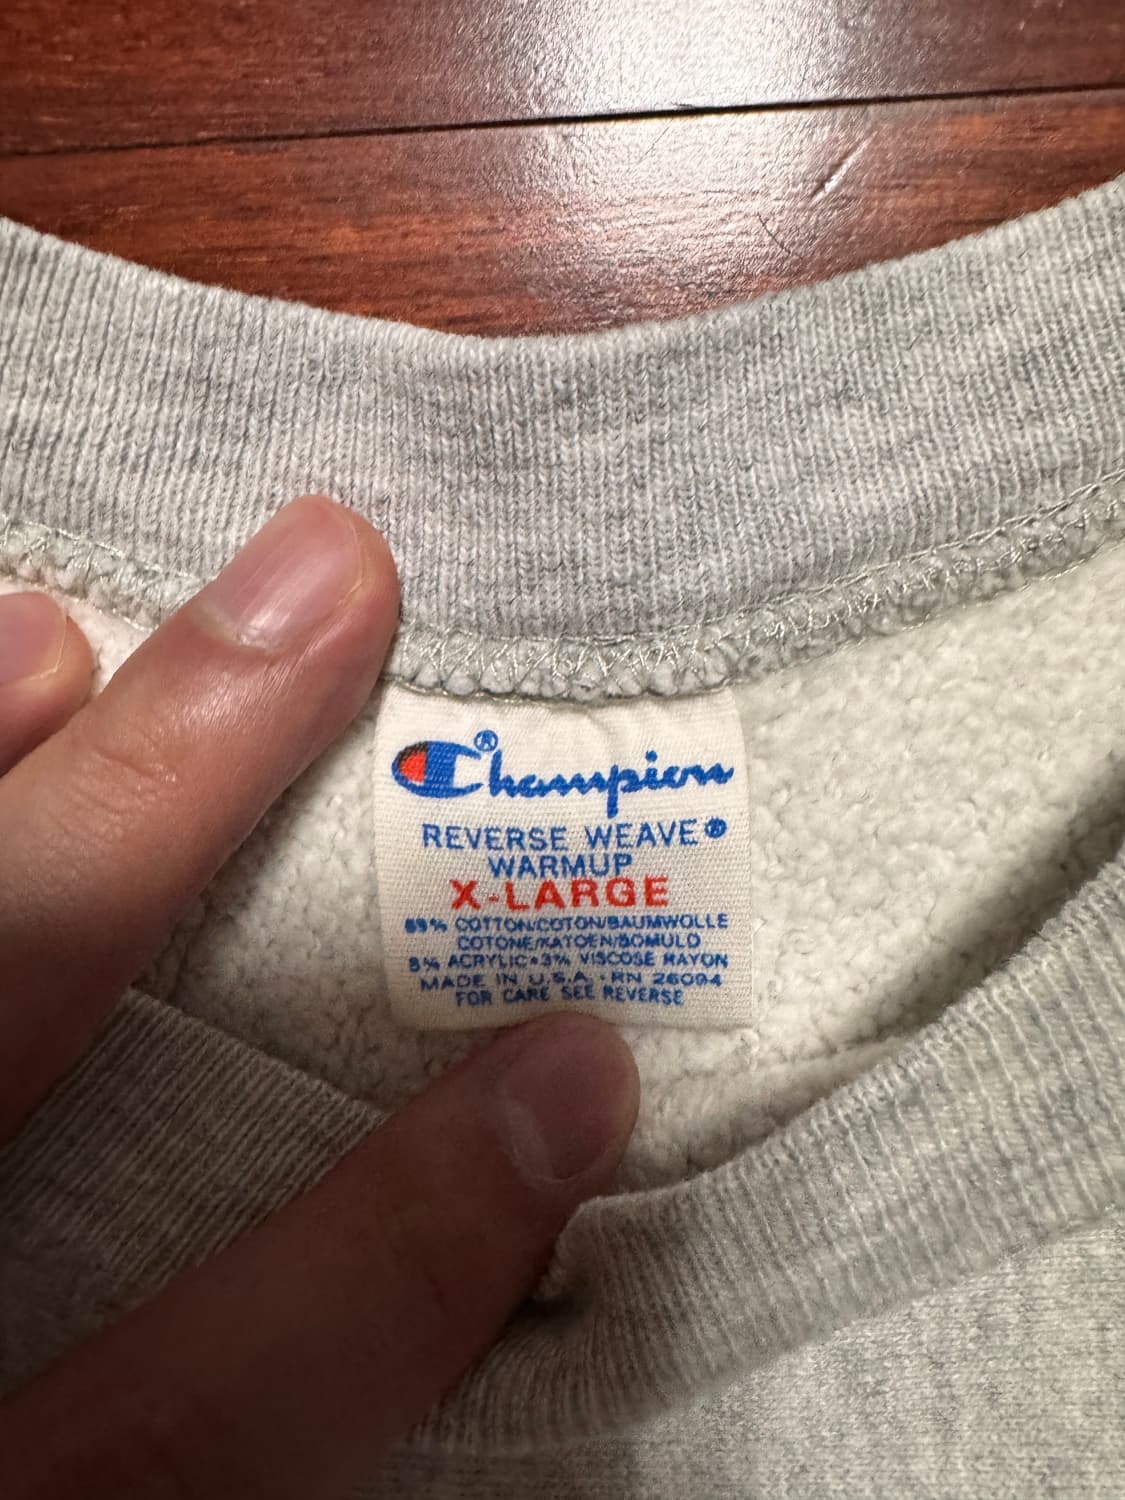 Champion®
REVERSE WEAVE®
WARMUP
X-LARGE
89% COTTON/COTON/BAUMWOLLE
COTONE/KATOEN/BOMULD
8% ACRYLIC•3% VISCOSE RAYON
MADE IN U.S.A • RN 26094
FOR CARE SEE REVERSE